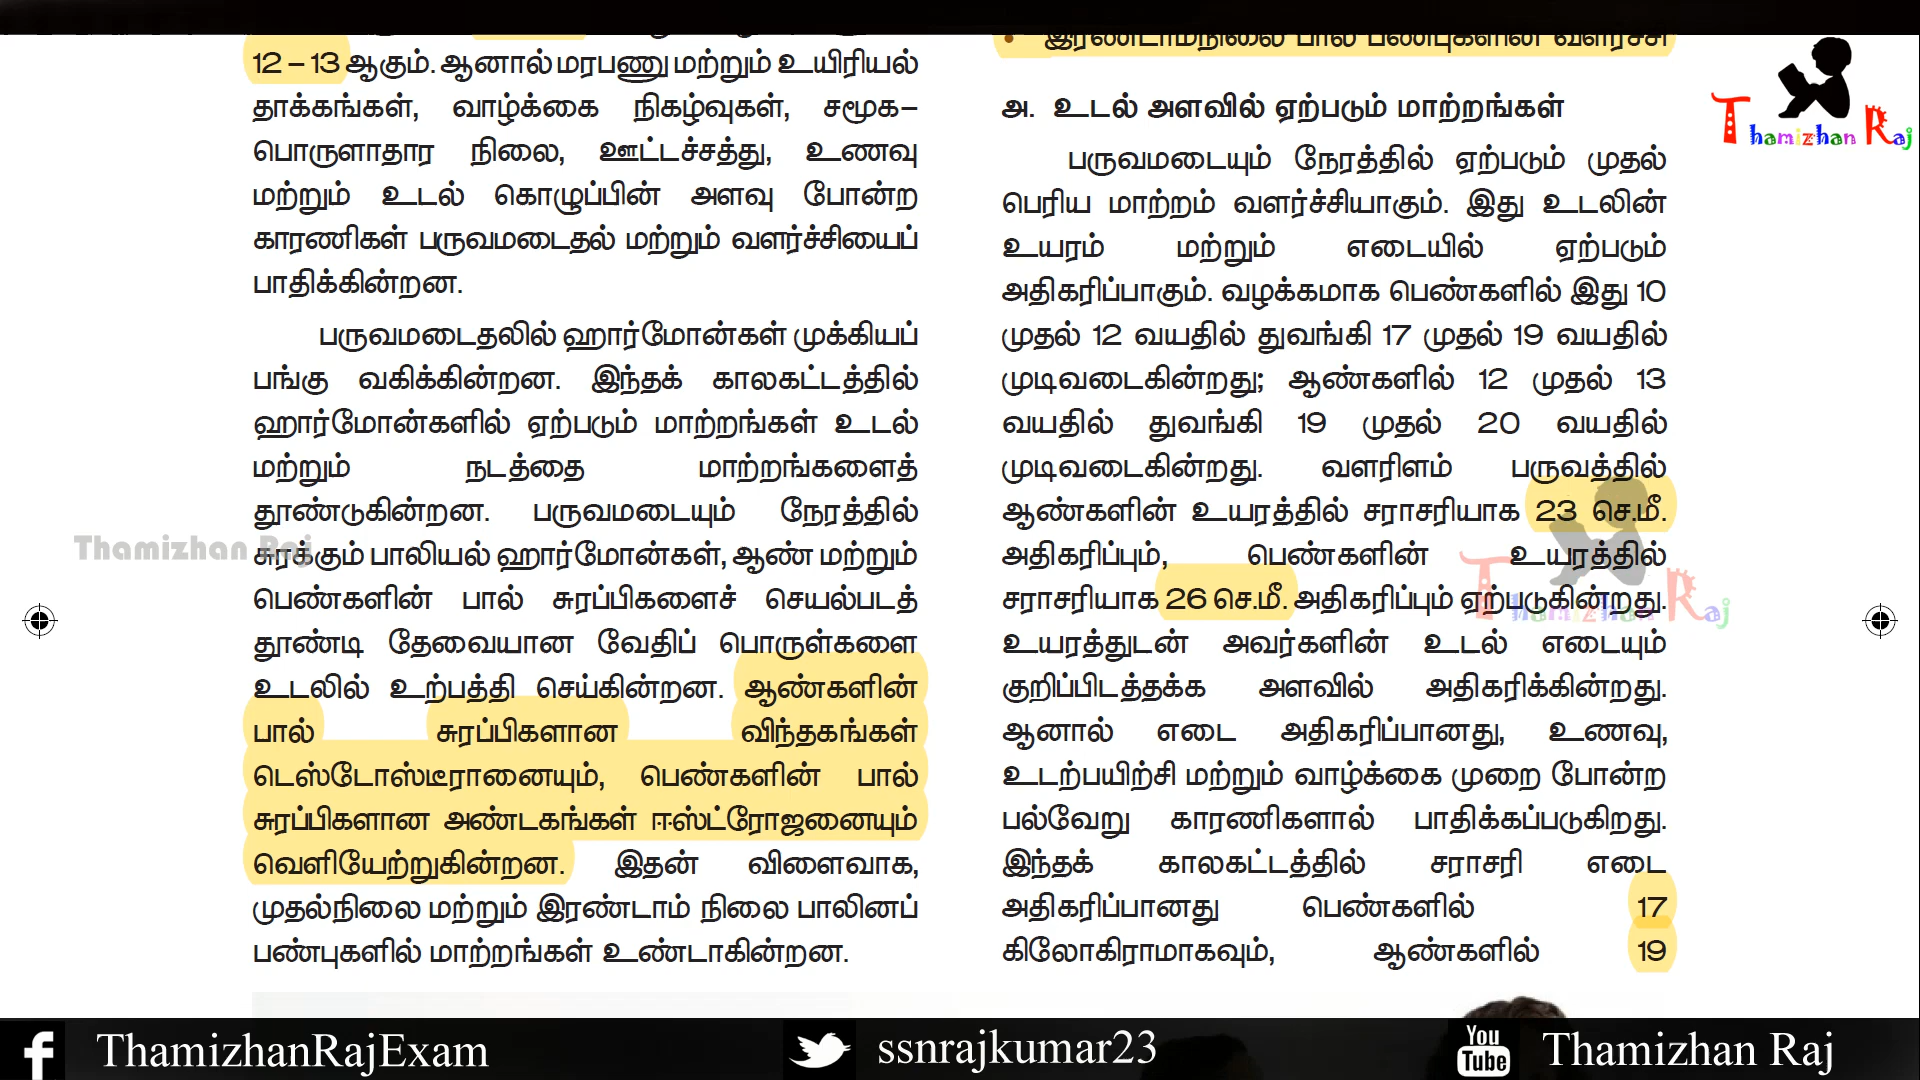 12 – 13 ஆகும். ஆனால் மரபணு மற்றும் உயிரியல்
தாக்கங்கள், வாழ்க்கை நிகழ்வுகள், சமூக–
பொருளாதார நிலை, ஊட்டச்சத்து, உணவு
மற்றும் உடல் கொழுப்பின் அளவு போன்ற
காரணிகள் பருவமடைதல் மற்றும் வளர்ச்சியைப்
பாதிக்கின்றன.
பருவமடைதலில் ஹார்மோன்கள் முக்கியப்
பங்கு வகிக்கின்றன. இந்தக் காலகட்டத்தில்
ஹார்மோன்களில் ஏற்படும் மாற்றங்கள் உடல்
மற்றும் நடத்தை மாற்றங்களைத்
தூண்டுகின்றன. பருவமடையும் நேரத்தில்
சுரக்கும் பாலியல் ஹார்மோன்கள், ஆண் மற்றும்
பெண்களின் பால் சுரப்பிகளைச் செயல்படத்
தூண்டி தேவையான வேதிப் பொருள்களை
உடலில் உற்பத்தி செய்கின்றன. ஆண்களின்
பால் சுரப்பிகளான விந்தகங்கள்
டெஸ்டோஸ்டீரானையும், பெண்களின் பால்
சுரப்பிகளான அண்டகங்கள் ஈஸ்ட்ரோஜனையும்
வெளியேற்றுகின்றன. இதன் விளைவாக,
முதல்நிலை மற்றும் இரண்டாம் நிலை பாலினப்
பண்புகளில் மாற்றங்கள் உண்டாகின்றன.
• இரண்டாம்நிலை பால் பண்புகளின் வளர்ச்சி
அ. உடல் அளவில் ஏற்படும் மாற்றங்கள்
பருவமடையும் நேரத்தில் ஏற்படும் முதல்
பெரிய மாற்றம் வளர்ச்சியாகும். இது உடலின்
உயரம் மற்றும் எடையில் ஏற்படும்
அதிகரிப்பாகும். வழக்கமாக பெண்களில் இது 10
முதல் 12 வயதில் துவங்கி 17 முதல் 19 வயதில்
முடிவடைகின்றது; ஆண்களில் 12 முதல் 13
வயதில் துவங்கி 19 முதல் 20 வயதில்
முடிவடைகின்றது. வளரிளம் பருவத்தில்
ஆண்களின் உயரத்தில் சராசரியாக 23 செ.மீ.
அதிகரிப்பும், பெண்களின் உயரத்தில்
சராசரியாக 26 செ.மீ. அதிகரிப்பும் ஏற்படுகின்றது.
உயரத்துடன் அவர்களின் உடல் எடையும்
குறிப்பிடத்தக்க அளவில் அதிகரிக்கின்றது.
ஆனால் எடை அதிகரிப்பானது, உணவு,
உடற்பயிற்சி மற்றும் வாழ்க்கை முறை போன்ற
பல்வேறு காரணிகளால் பாதிக்கப்படுகிறது.
இந்தக் காலகட்டத்தில் சராசரி எடை
அதிகரிப்பானது பெண்களில் 17
கிலோகிராமாகவும், ஆண்களில் 19
Thamizhan Raj
Thamizhan Raj
Thamizhan Raj
ThamizhanRajExam
ssnrajkumar23
You Tube
Thamizhan Raj